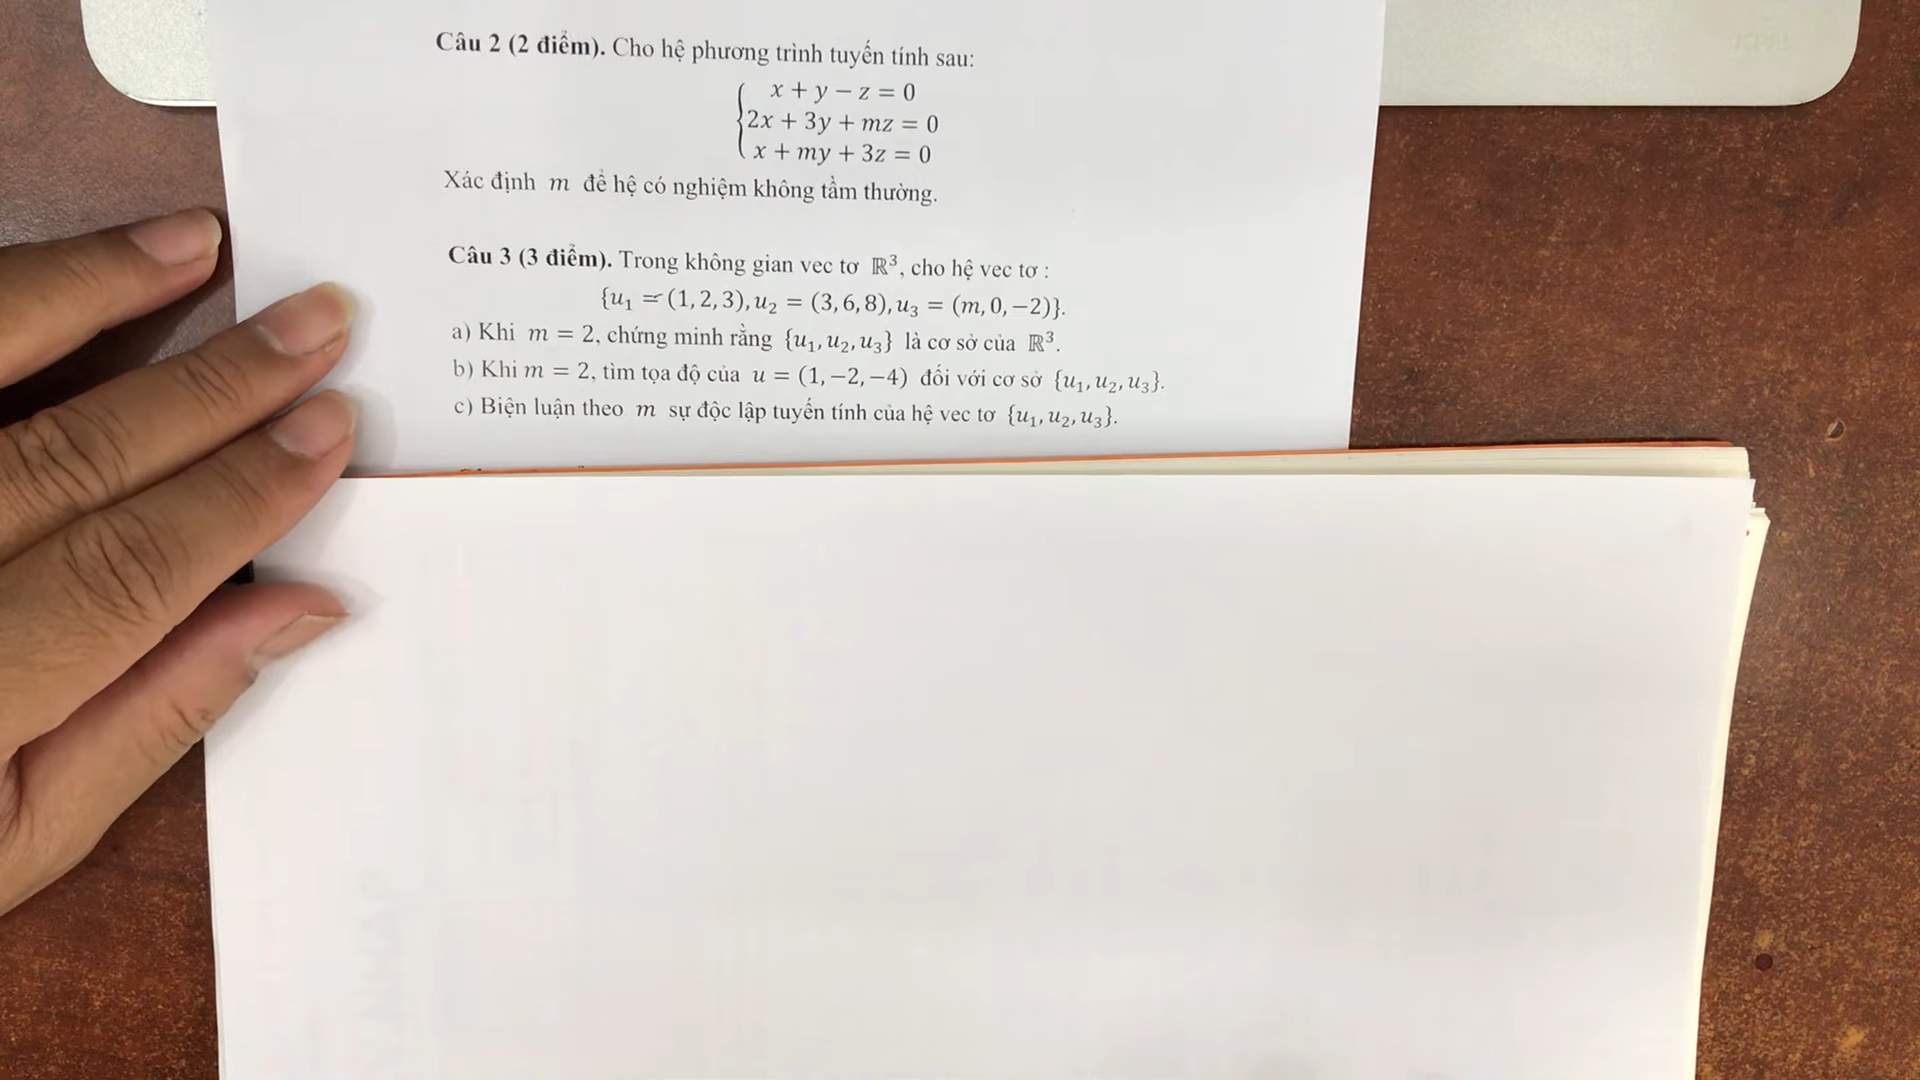 Câu 2 (2 điểm). Cho hệ phương trình tuyến tính sau:
x + y − z = 0
2x + 3y + mz = 0
x + my + 3z = 0
Xác định m để hệ có nghiệm không tầm thường.
Câu 3 (3 điểm). Trong không gian vec tơ ℝ³, cho hệ vec tơ :
{u₁ = (1, 2, 3), u₂ = (3, 6, 8), u₃ = (m, 0, −2)}.
a) Khi m = 2, chứng minh rằng {u₁, u₂, u₃} là cơ sở của ℝ³.
b) Khi m = 2, tìm tọa độ của u = (1, −2, −4) đối với cơ sở {u₁, u₂, u₃}.
c) Biện luận theo m sự độc lập tuyến tính của hệ vec tơ {u₁, u₂, u₃}.